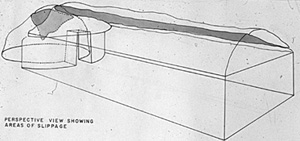 PERSPECTIVE VIEW SHOWING
AREAS OF SLIPPAGE